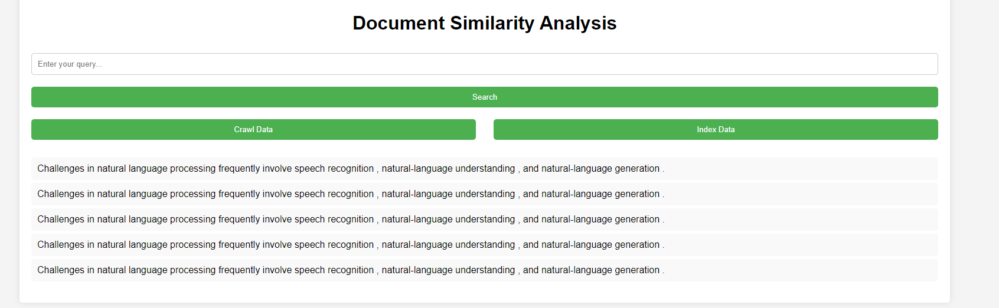 Document Similarity Analysis
Enter your query...
Search
Crawl Data
Index Data
Challenges in natural language processing frequently involve speech recognition , natural-language understanding , and natural-language generation .
Challenges in natural language processing frequently involve speech recognition , natural-language understanding , and natural-language generation .
Challenges in natural language processing frequently involve speech recognition , natural-language understanding , and natural-language generation .
Challenges in natural language processing frequently involve speech recognition , natural-language understanding , and natural-language generation .
Challenges in natural language processing frequently involve speech recognition , natural-language understanding , and natural-language generation .